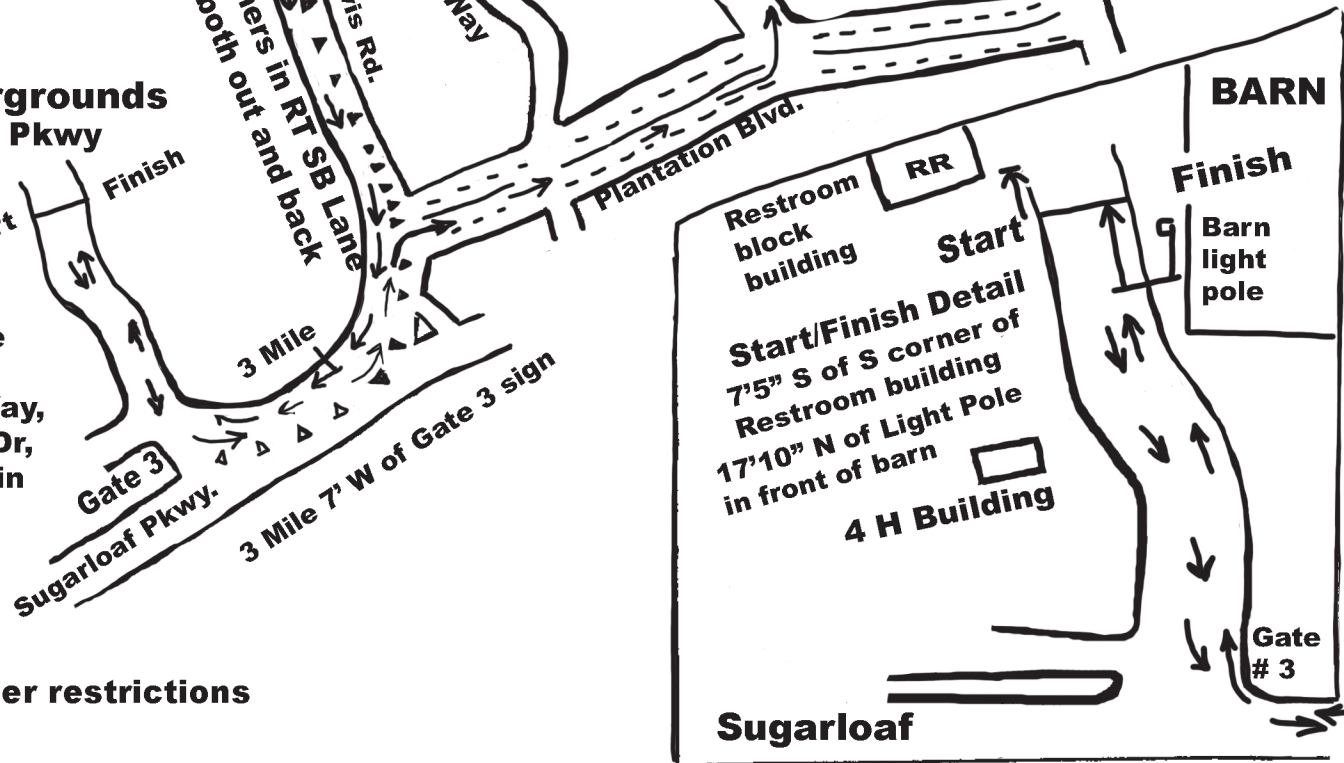 ners in RT SB Lane
both out and back
vis Rd.
Way
rgrounds
Pkwy
Finish
3 Mile
Plantation Blvd.
ay,
Dr,
in
Gate 3
Sugarloaf Pkwy.
3 Mile 7’ W of Gate 3 sign
er restrictions
BARN
RR
Restroom
block
building
Start
Finish
Barn
light
pole
Start/Finish Detail
7’5” S of S corner of
Restroom building
17’10” N of Light Pole
in front of barn
4 H Building
Gate
# 3
Sugarloaf